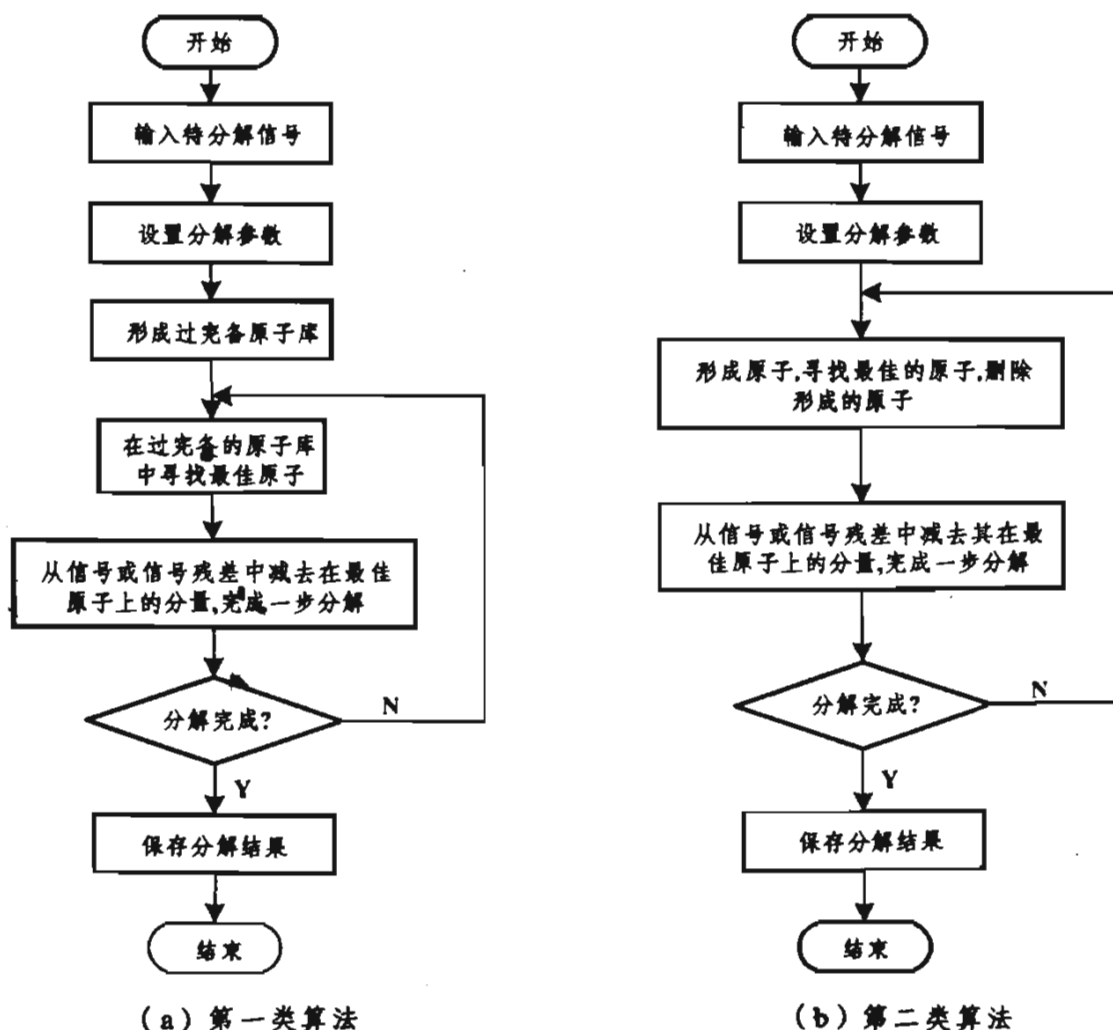 开始
输入待分解信号
设置分解参数
形成过完备原子库
在过完备的原子库
中寻找最佳原子
从信号或信号残差中减去在最佳
原子上的分量,完成一步分解
分解完成?
N
Y
保存分解结果
结束
(a)第一类算法
开始
输入待分解信号
设置分解参数
形成原子,寻找最佳的原子,删除
形成的原子
从信号或信号残差中减去其在最
佳原子上的分量,完成一步分解
分解完成?
N
Y
保存分解结果
结束
(b)第二类算法